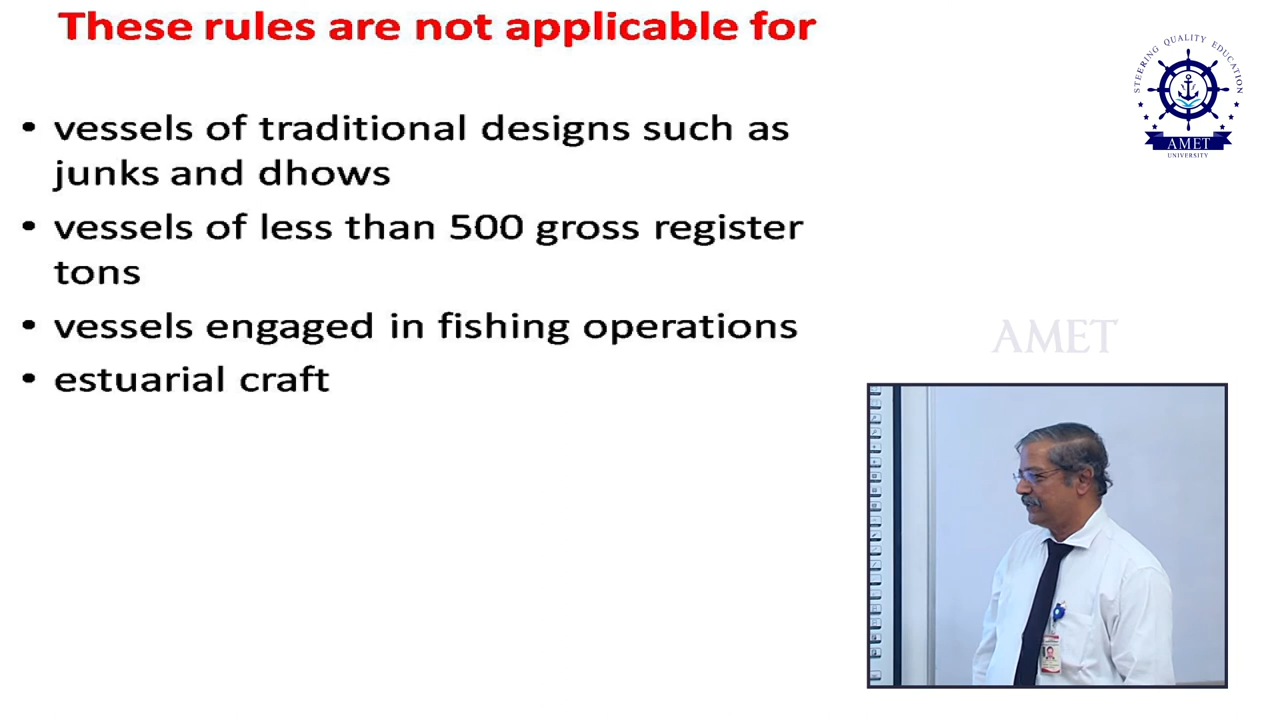 These rules are not applicable for
• vessels of traditional designs such as
junks and dhows
• vessels of less than 500 gross register
tons
• vessels engaged in fishing operations
• estuarial craft
STEERING QUALITY EDUCATION
AMET
UNIVERSITY
AMET